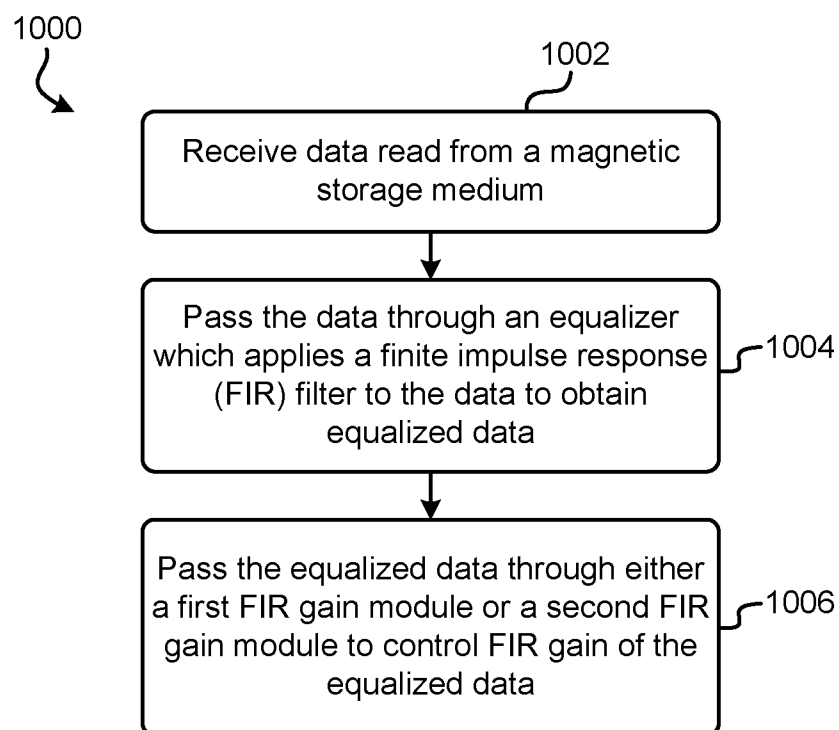 1000
1002
Receive data read from a magnetic
storage medium
Pass the data through an equalizer
which applies a finite impulse response
(FIR) filter to the data to obtain
equalized data
1004
Pass the equalized data through either
a first FIR gain module or a second FIR
gain module to control FIR gain of the
equalized data
1006